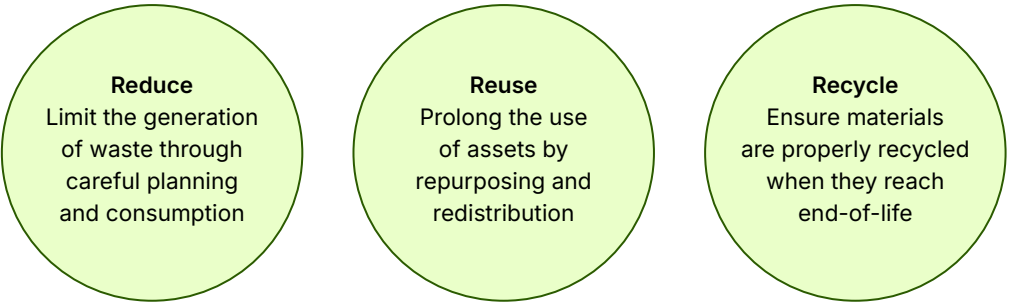 Reduce
Limit the generation
of waste through
careful planning
and consumption
Reuse
Prolong the use
of assets by
repurposing and
redistribution
Recycle
Ensure materials
are properly recycled
when they reach
end-of-life